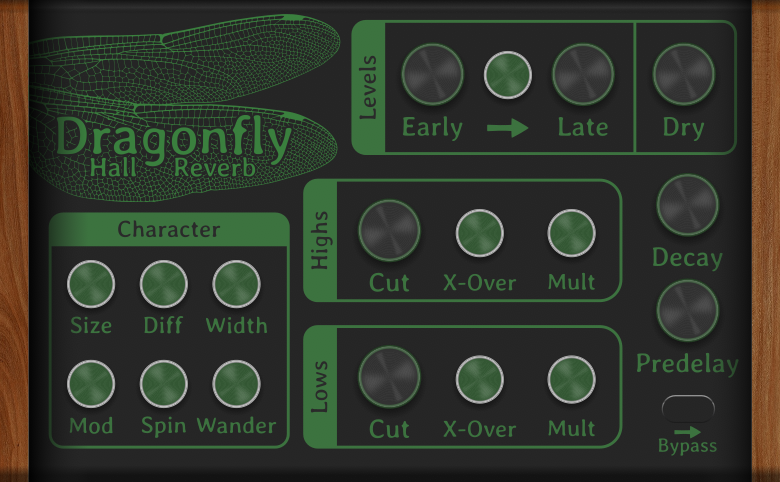 Dragonfly
Hall Reverb
Levels
Early
Late
Dry
Character
Size Diff Width
Mod Spin Wander
Highs
Cut X-Over Mult
Lows
Cut X-Over Mult
Decay
Predelay
Bypass